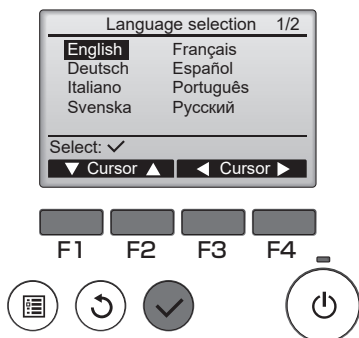 Language selection 1/2
English Français
Deutsch Español
Italiano Português
Svenska Русский
Select: ✓
▼ Cursor ▲ ◀ Cursor ▶
F1 F2 F3 F4